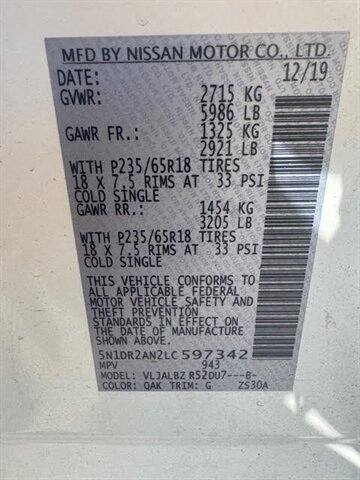 MFD BY NISSAN MOTOR CO., LTD.
DATE: 12/19
GVWR: 2715 KG
5986 LB
GAWR FR.: 1325 KG
2921 LB
WITH P235/65R18 TIRES
18 X 7.5 RIMS AT 33 PSI
COLD SINGLE
GAWR RR.: 1454 KG
3205 LB
WITH P235/65R18 TIRES
18 X 7.5 RIMS AT 33 PSI
COLD SINGLE
THIS VEHICLE CONFORMS TO
ALL APPLICABLE FEDERAL
MOTOR VEHICLE SAFETY
AND THEFT PREVENTION
STANDARDS IN EFFECT ON THE
DATE OF MANUFACTURE
SHOWN ABOVE.
5N1DR2AN2LC597342
MPV 943
MODEL: VLJALBZ R52DU7---B-
COLOR: QAK TRIM: G ZS30A